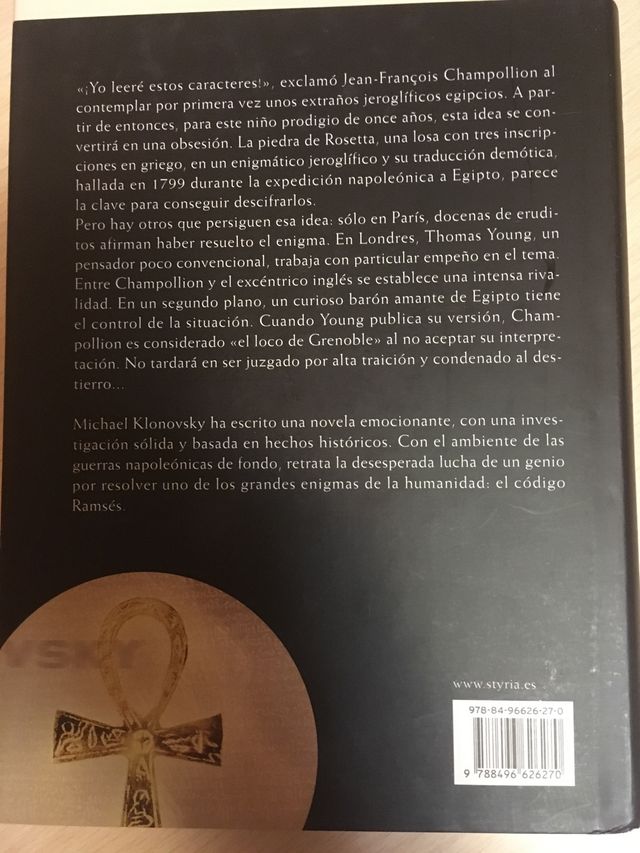 «¡Yo leeré estos caracteres!», exclamó Jean-François Champollion al
contemplar por primera vez unos extraños jeroglíficos egipcios. A par-
tir de entonces, para este niño prodigio de once años, esta idea se con-
vertirá en una obsesión. La piedra de Rosetta, una losa con tres inscrip-
ciones en griego, en un enigmático jeroglífico y su traducción demótica,
hallada en 1799 durante la expedición napoleónica a Egipto, parece
la clave para conseguir descifrarlos.
Pero hay otros que persiguen esa idea: sólo en París, docenas de erudi-
tos afirman haber resuelto el enigma. En Londres, Thomas Young, un
pensador poco convencional, trabaja con particular empeño en el tema.
Entre Champollion y el excéntrico inglés se establece una intensa riva-
lidad. En un segundo plano, un curioso barón amante de Egipto tiene
el control de la situación. Cuando Young publica su versión, Cham-
pollion es considerado «el loco de Grenoble» al no aceptar su interpre-
tación. No tardará en ser juzgado por alta traición y condenado al des-
tierro...
Michael Klonovsky ha escrito una novela emocionante, con una inves-
tigación sólida y basada en hechos históricos. Con el ambiente de las
guerras napoleónicas de fondo, retrata la desesperada lucha de un genio
por resolver uno de los grandes enigmas de la humanidad: el código
Ramsés.
VSKY
www.styria.es
978-84-96626-27-0
9 788496 626270